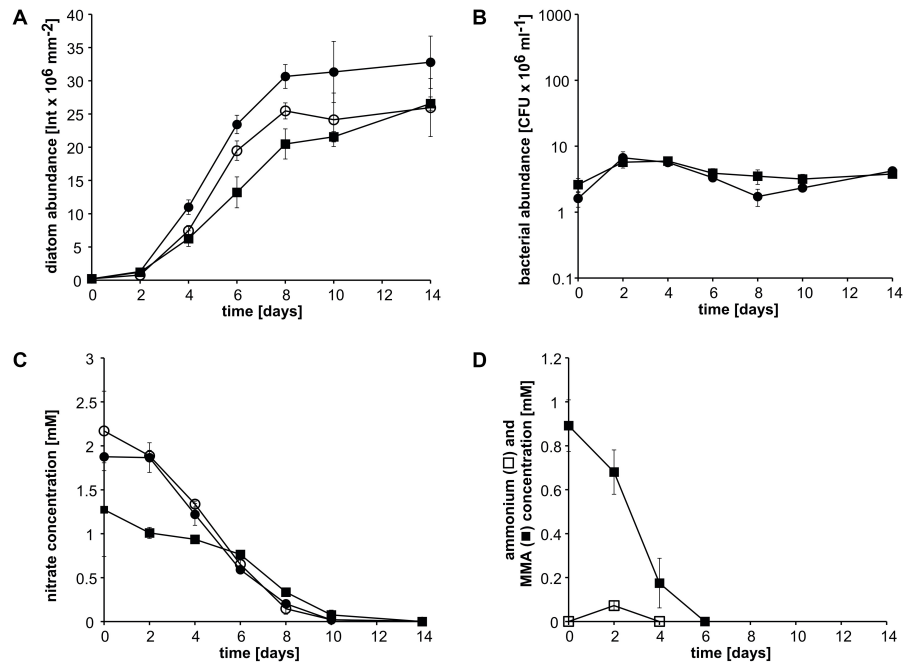 A
diatom abundance [Int x 10⁶ mm⁻²]
40
35
30
25
20
15
10
5
0
0 2 4 6 8 10 12 14
time [days]
B
bacterial abundance [CFU x 10⁶ ml⁻¹]
1000
100
10
1
0.1
0 2 4 6 8 10 12 14
time [days]
C
nitrate concentration [mM]
3
2.5
2
1.5
1
0.5
0
0 2 4 6 8 10 12 14
time [days]
D
ammonium (□) and
MMA (■) concentration [mM]
1.2
1
0.8
0.6
0.4
0.2
0
0 2 4 6 8 10 12 14
time [days]